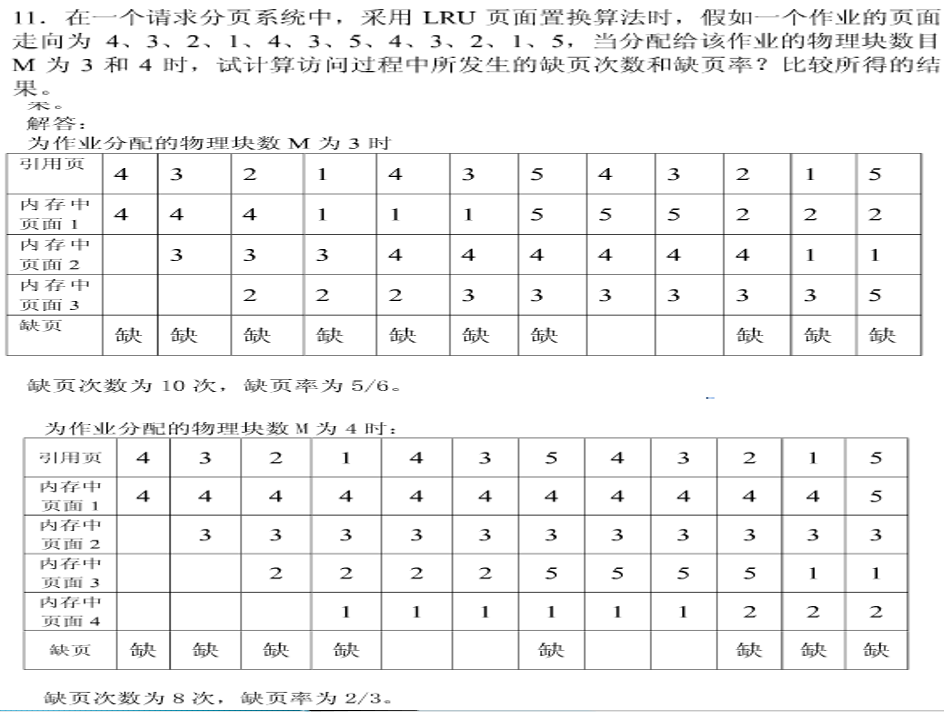 11. 在一个请求分页系统中，采用 LRU 页面置换算法时，假如一个作业的页面
走向为 4、3、2、1、4、3、5、4、3、2、1、5，当分配给该作业的物理块数目
M 为 3 和 4 时，试计算访问过程中所发生的缺页次数和缺页率？比较所得的结
果。
果。
解答：
为作业分配的物理块数 M 为 3 时
引用页 4 3 2 1 4 3 5 4 3 2 1 5
内存中
页面 1 4 4 4 1 1 1 5 5 5 2 2 2
内存中
页面 2 3 3 3 4 4 4 4 4 4 1 1
内存中
页面 3 2 2 2 3 3 3 3 3 3 5
缺页 缺 缺 缺 缺 缺 缺 缺 缺 缺 缺
缺页次数为 10 次，缺页率为 5/6。
为作业分配的物理块数 M 为 4 时：
引用页 4 3 2 1 4 3 5 4 3 2 1 5
内存中
页面 1 4 4 4 4 4 4 4 4 4 4 4 5
内存中
页面 2 3 3 3 3 3 3 3 3 3 3 3
内存中
页面 3 2 2 2 2 5 5 5 5 1 1
内存中
页面 4 1 1 1 1 1 1 2 2 2
缺页 缺 缺 缺 缺 缺 缺 缺 缺
缺页次数为 8 次，缺页率为 2/3。